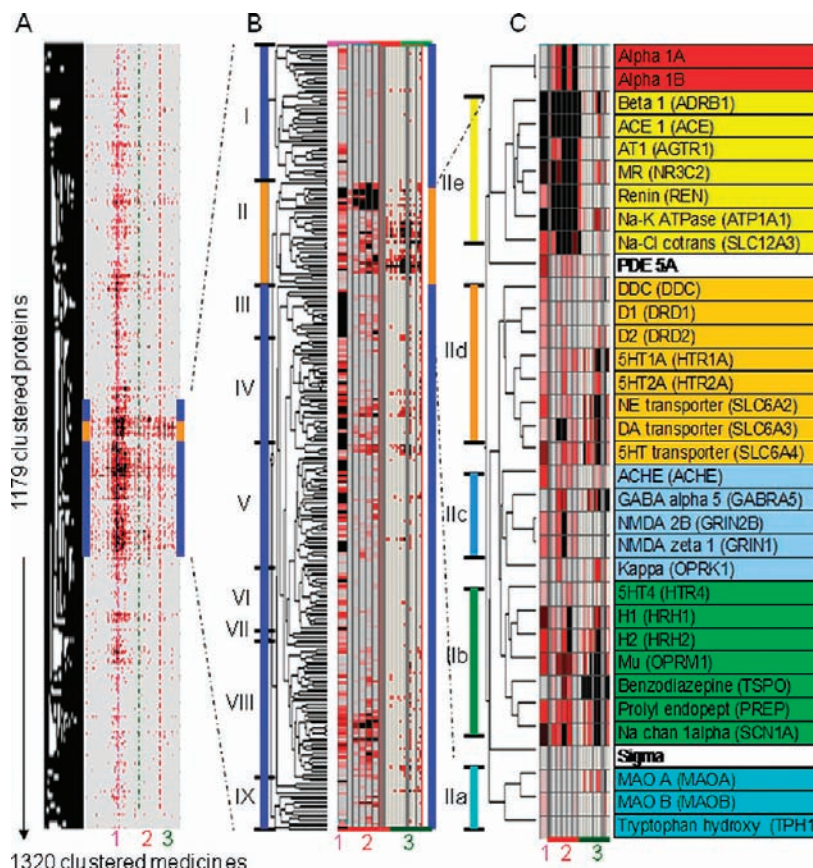 A
B
C
1179 clustered proteins
1320 clustered medicines
1 2 3
I
II
III
IV
V
VI
VII
VIII
IX
1 2 3
IIe
IId
IIc
IIb
IIa
1 2 3
Alpha 1A
Alpha 1B
Beta 1 (ADRB1)
ACE 1 (ACE)
AT1 (AGTR1)
MR (NR3C2)
Renin (REN)
Na-K ATPase (ATP1A1)
Na-Cl cotrans (SLC12A3)
PDE 5A
DDC (DDC)
D1 (DRD1)
D2 (DRD2)
5HT1A (HTR1A)
5HT2A (HTR2A)
NE transporter (SLC6A2)
DA transporter (SLC6A3)
5HT transporter (SLC6A4)
ACHE (ACHE)
GABA alpha 5 (GABRA5)
NMDA 2B (GRIN2B)
NMDA zeta 1 (GRIN1)
Kappa (OPRK1)
5HT4 (HTR4)
H1 (HRH1)
H2 (HRH2)
Mu (OPRM1)
Benzodiazepine (TSPO)
Prolyl endopept (PREP)
Na chan 1alpha (SCN1A)
Sigma
MAO A (MAOA)
MAO B (MAOB)
Tryptophan hydroxy (TPH1